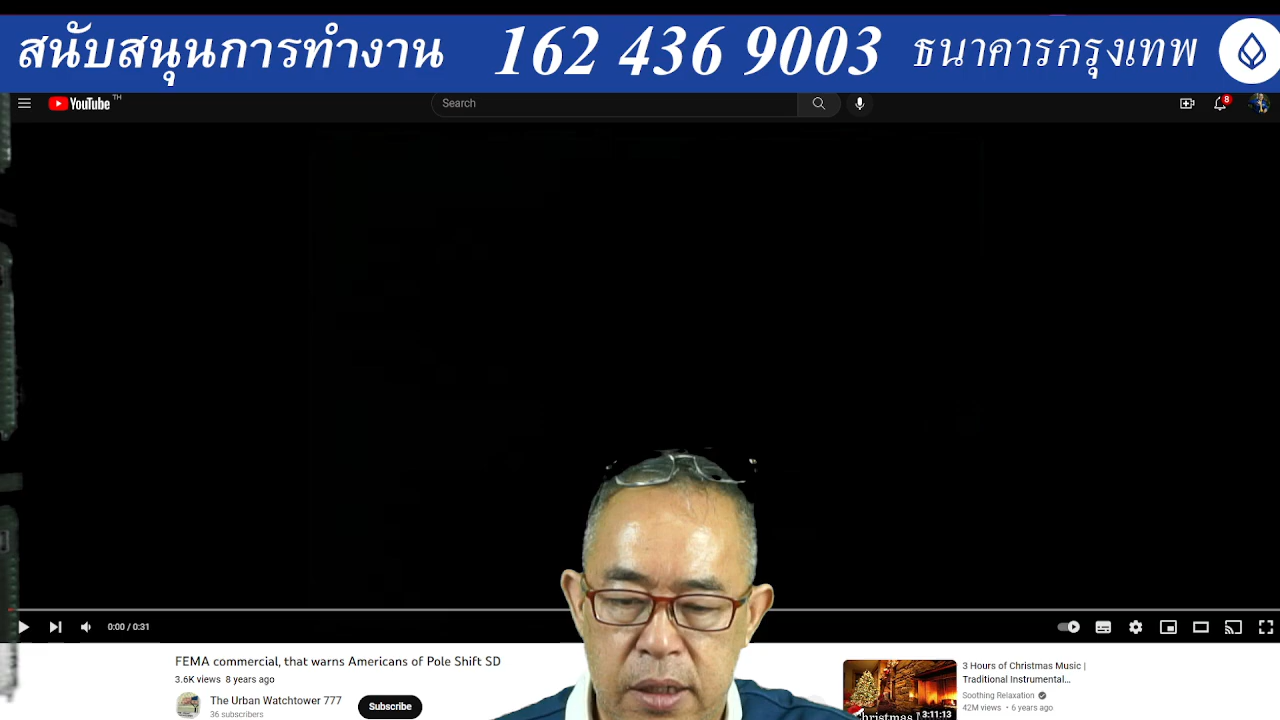 สนับสนุนการทำงาน 162 436 9003 ธนาคารกรุงเทพ
YouTube TH
Search
8
0:00 / 0:31
FEMA commercial, that warns Americans of Pole Shift SD
3.6K views 8 years ago
The Urban Watchtower 777
36 subscribers
Subscribe
3 Hours of Christmas Music |
Traditional Instrumental...
Soothing Relaxation
42M views • 6 years ago
Christmas
3:11:13